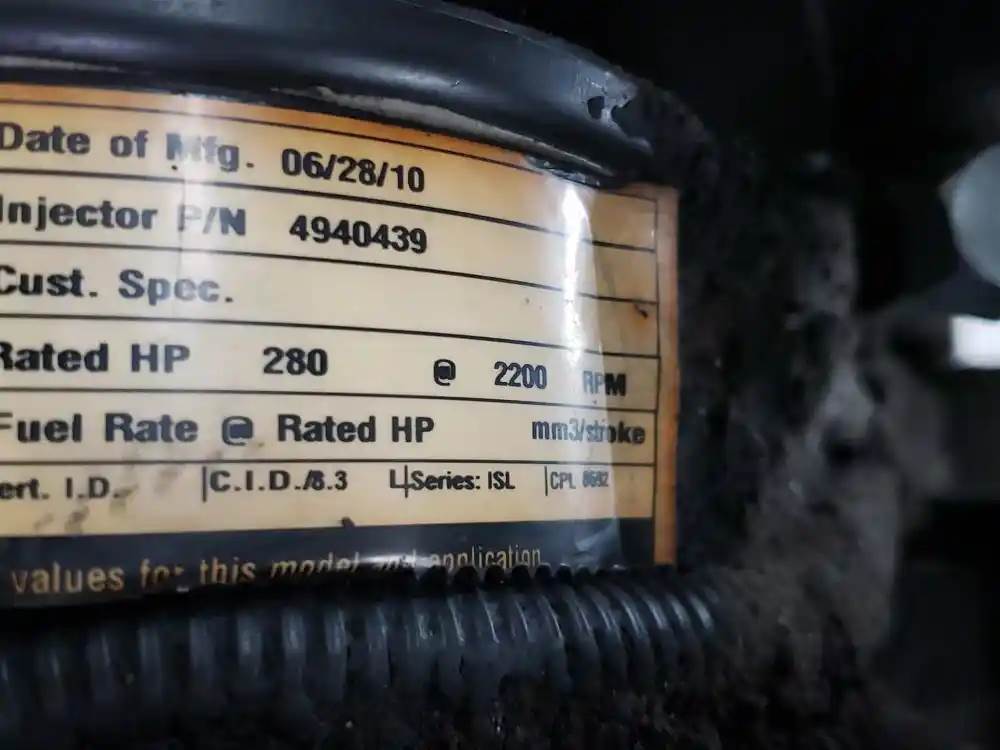 Date of Mfg. 06/28/10
Injector P/N 4940439
Cust. Spec.
Rated HP 280 @ 2200 RPM
Fuel Rate @ Rated HP mm3/stroke
ert. I.D. C.I.D./8.3 L Series: ISL CPL
values for this model and application